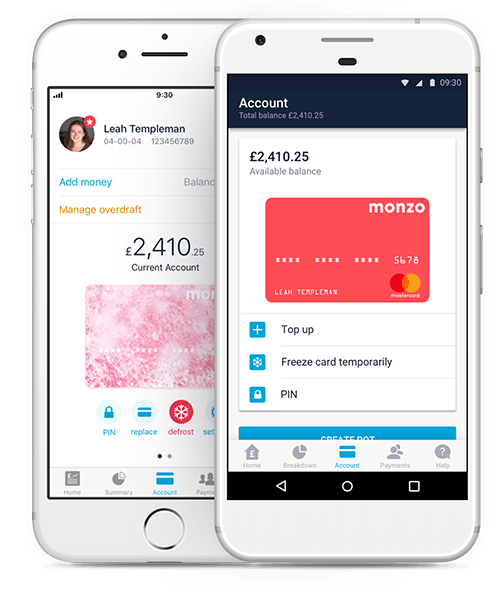 9:30
Leah Templeman
04-00-04 123456789
Add money
Balanc
Manage overdraft
£2,410.25
Current Account
monzo
PIN
replace
defrost
set
Home
Summary
Account
Payme
09:30
Account
Total balance £2,410.25
£2,410.25
Available balance
monzo
**** **** **** 5678
LEAH TEMPLEMAN
mastercard
Top up
Freeze card temporarily
PIN
CREATE POT
Home
Breakdown
Account
Payments
Help